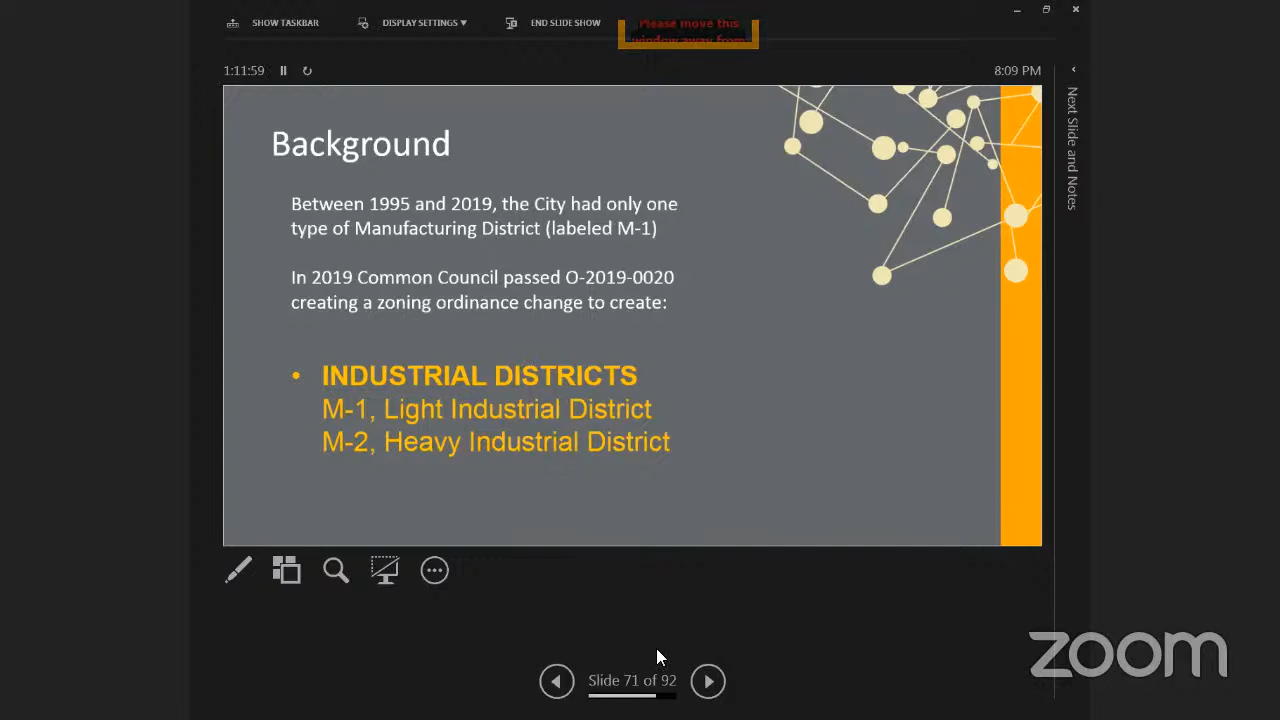 SHOW TASKBAR
DISPLAY SETTINGS ▼
END SLIDE SHOW
Please move this
window away from
1:11:59
8:09 PM
Next Slide and Notes
Background
Between 1995 and 2019, the City had only one
type of Manufacturing District (labeled M-1)
In 2019 Common Council passed O-2019-0020
creating a zoning ordinance change to create:
• INDUSTRIAL DISTRICTS
M-1, Light Industrial District
M-2, Heavy Industrial District
Slide 71 of 92
zoom